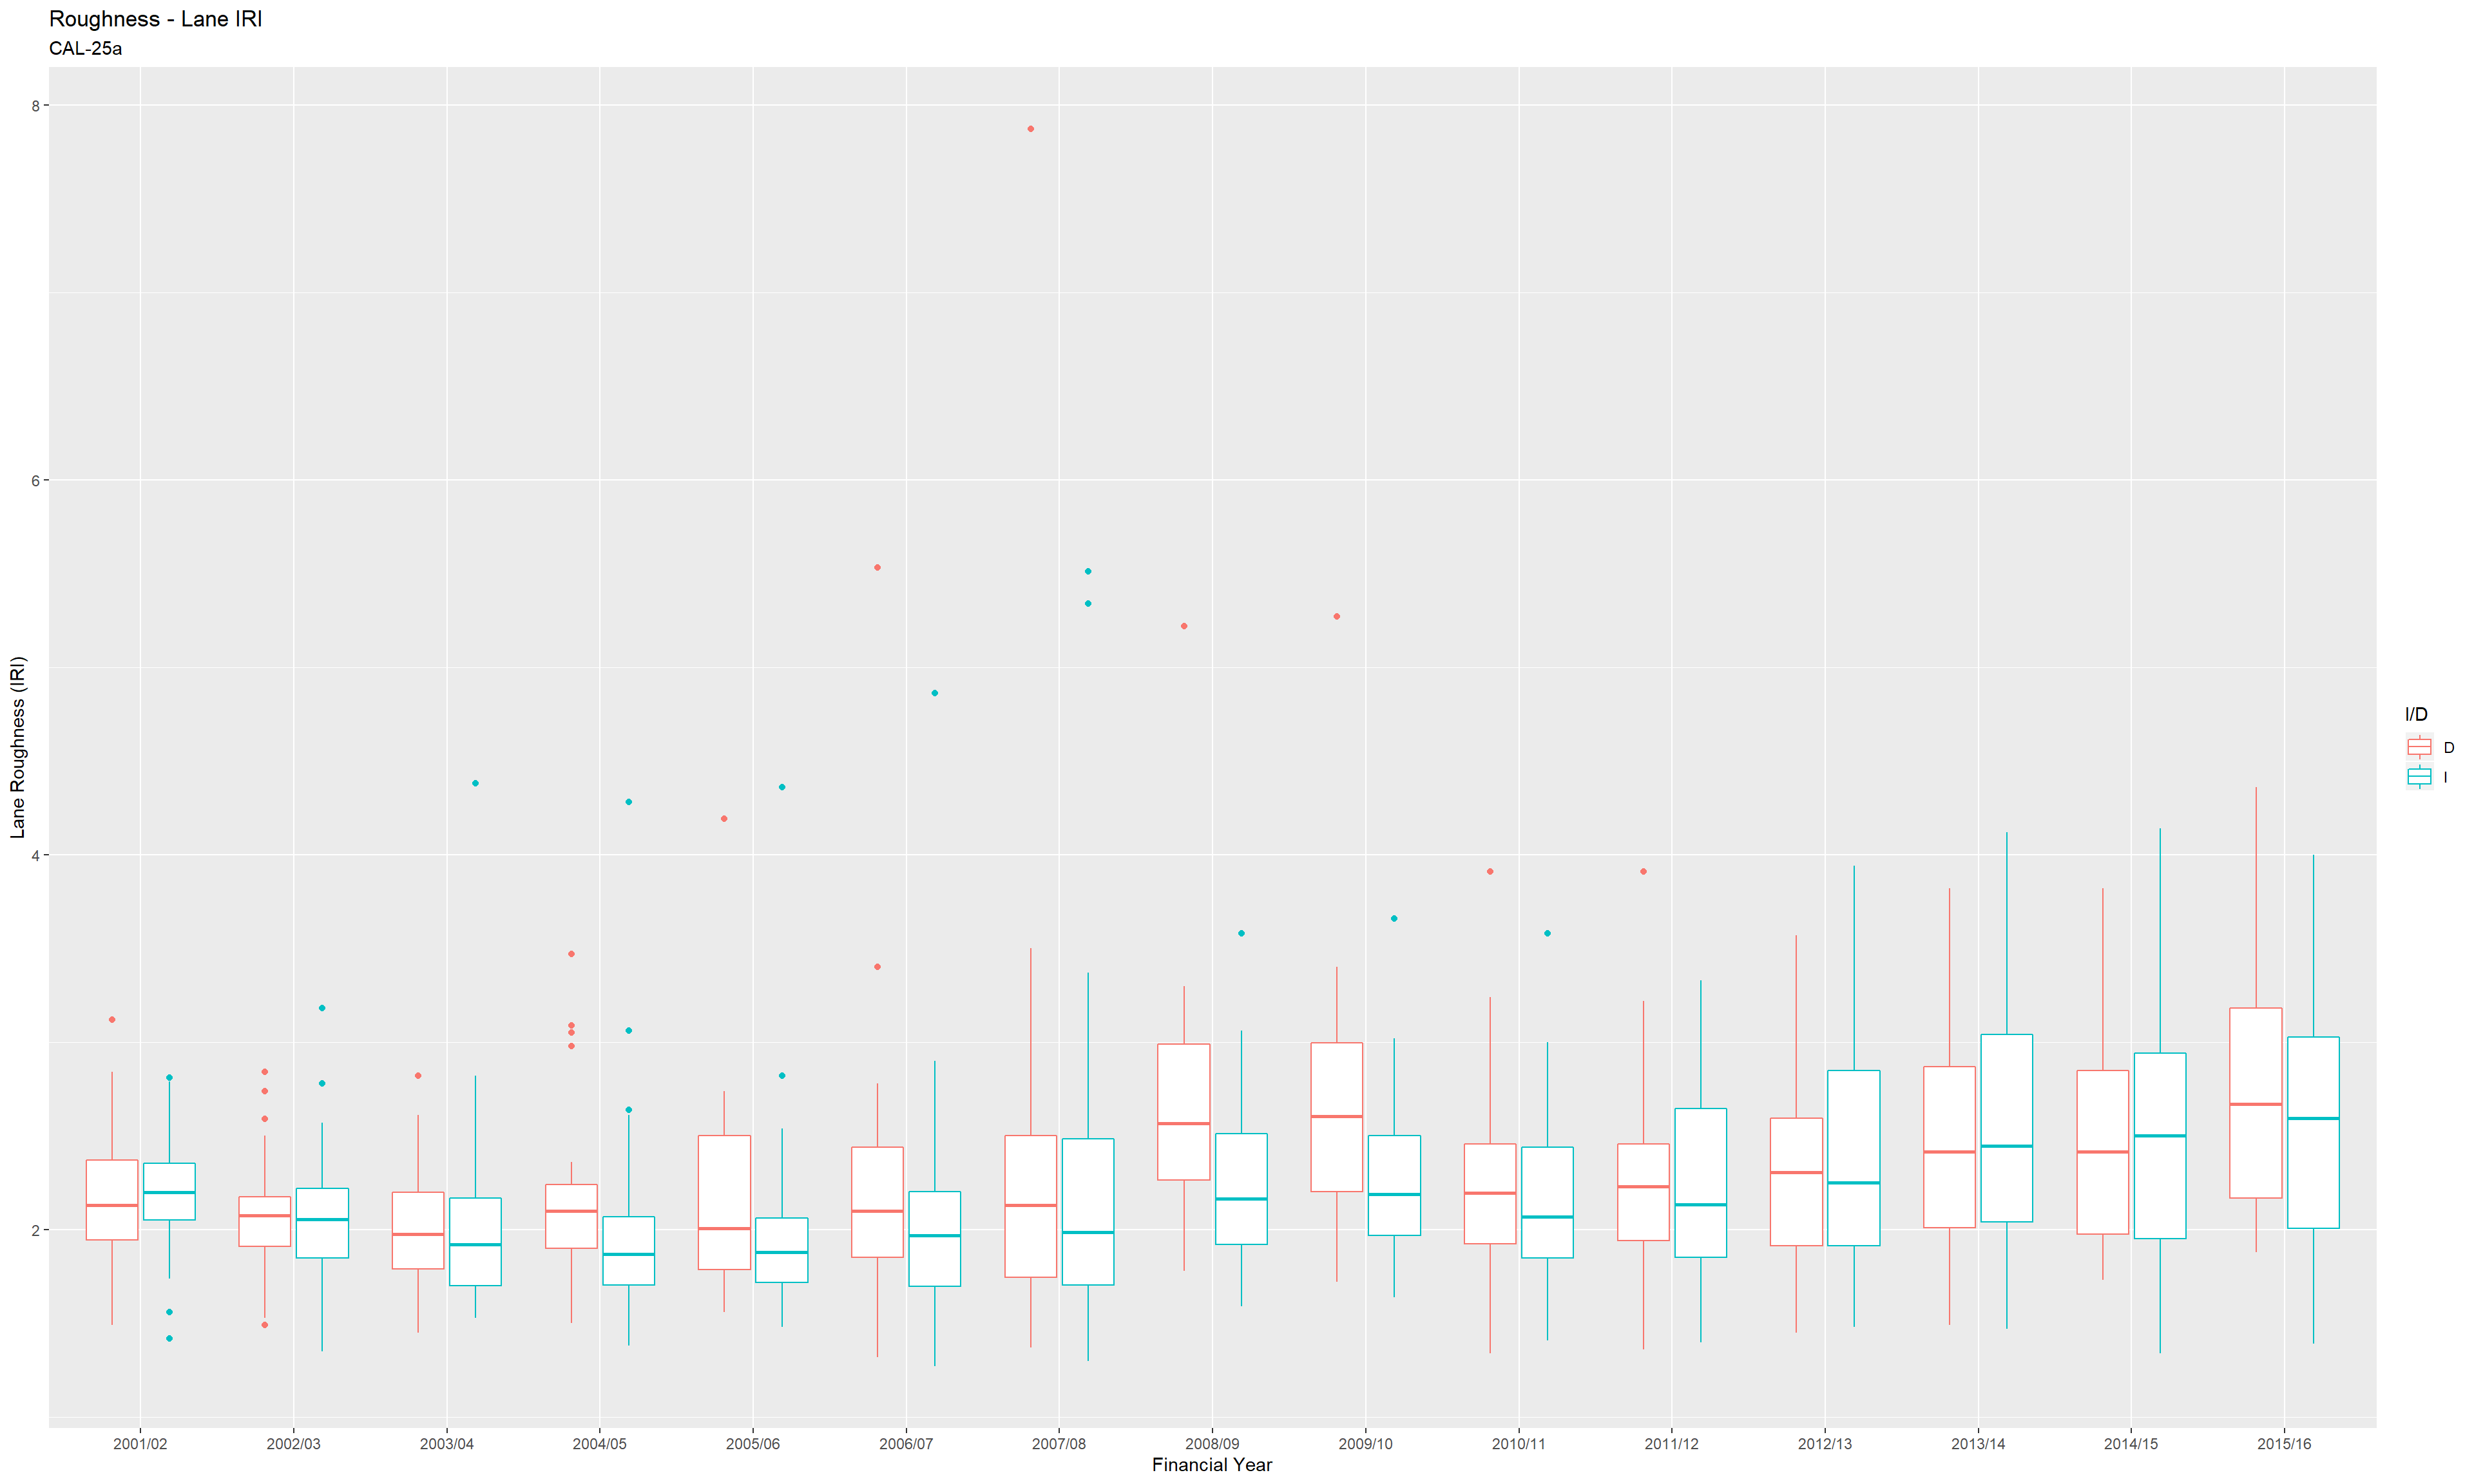 Roughness - Lane IRI
CAL-25a
8
6
4
2
Lane Roughness (IRI)
2001/02 2002/03 2003/04 2004/05 2005/06 2006/07 2007/08 2008/09 2009/10 2010/11 2011/12 2012/13 2013/14 2014/15 2015/16
Financial Year
I/D
D
I